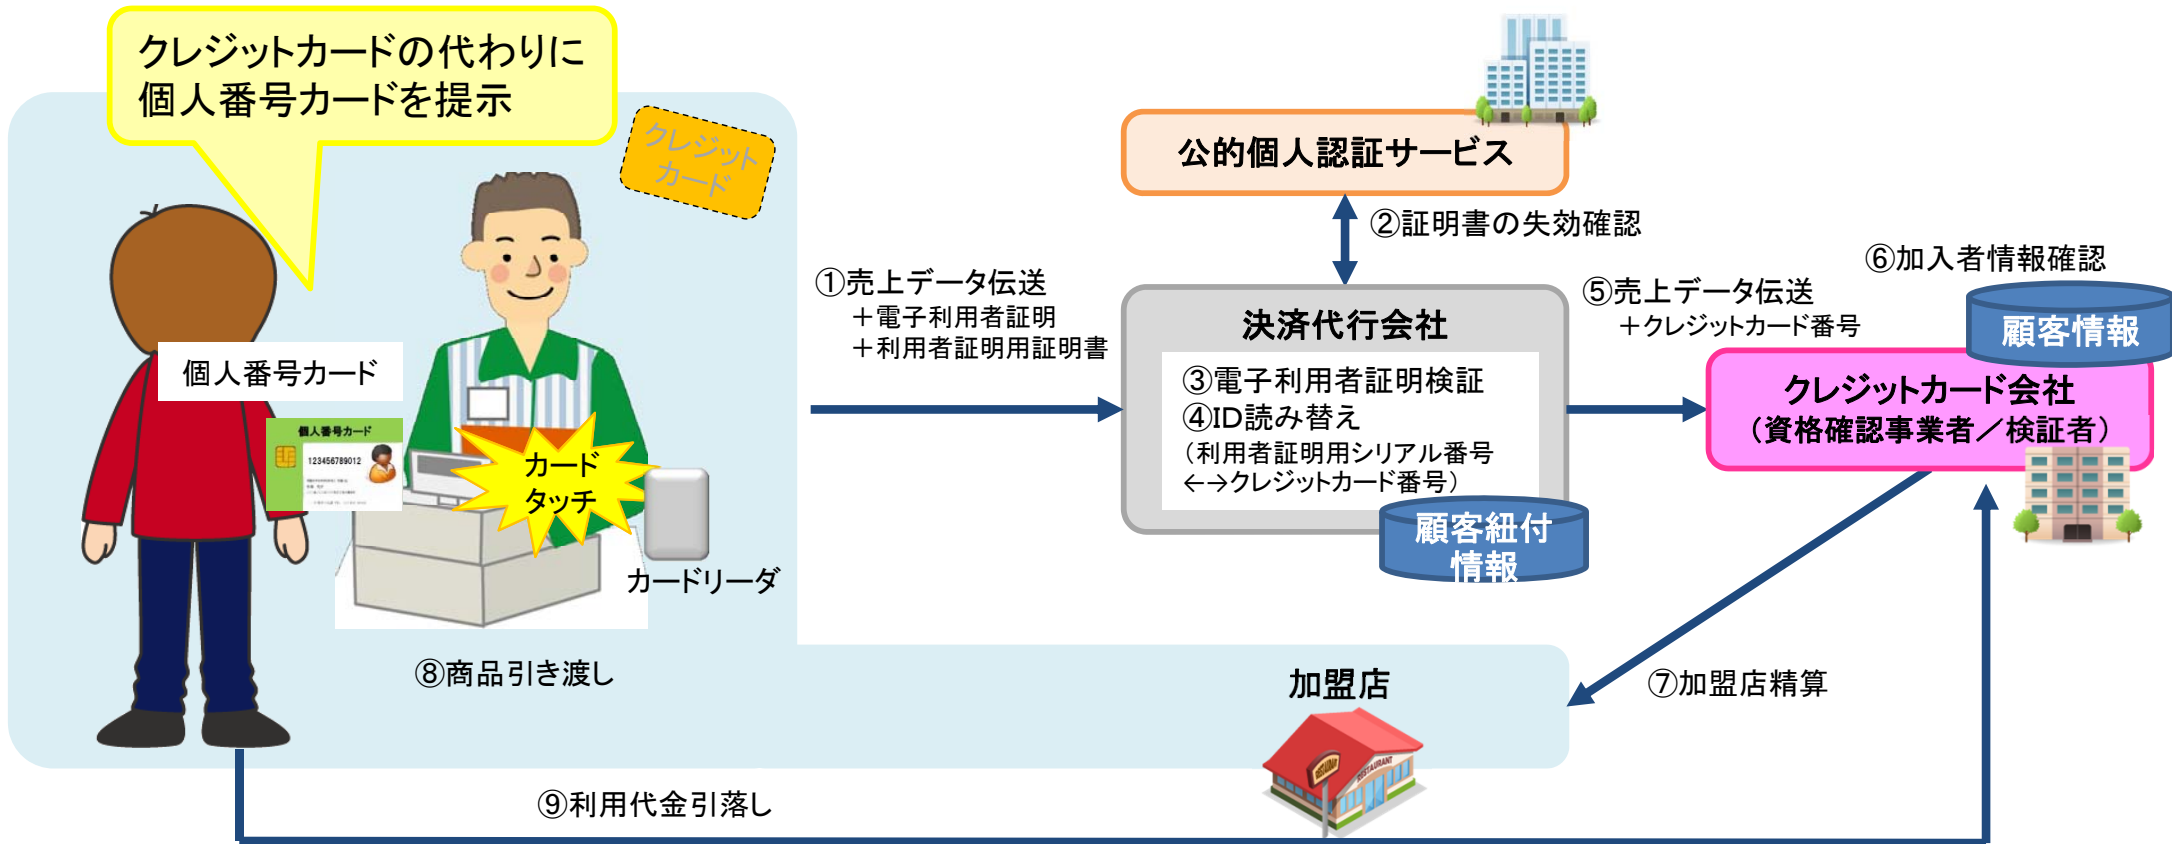 クレジットカードの代わりに
個人番号カードを提示
クレジット
カード
個人番号カード
個人番号カード
123456789012
カード
タッチ
カードリーダ
⑧商品引き渡し
①売上データ伝送
＋電子利用者証明
＋利用者証明用証明書
公的個人認証サービス
②証明書の失効確認
決済代行会社
③電子利用者証明検証
④ID読み替え
（利用者証明用シリアル番号
←→クレジットカード番号）
顧客紐付
情報
⑤売上データ伝送
＋クレジットカード番号
⑥加入者情報確認
顧客情報
クレジットカード会社
（資格確認事業者／検証者）
⑦加盟店精算
加盟店
RESTAURANT
RESTAURANT
⑨利用代金引落し